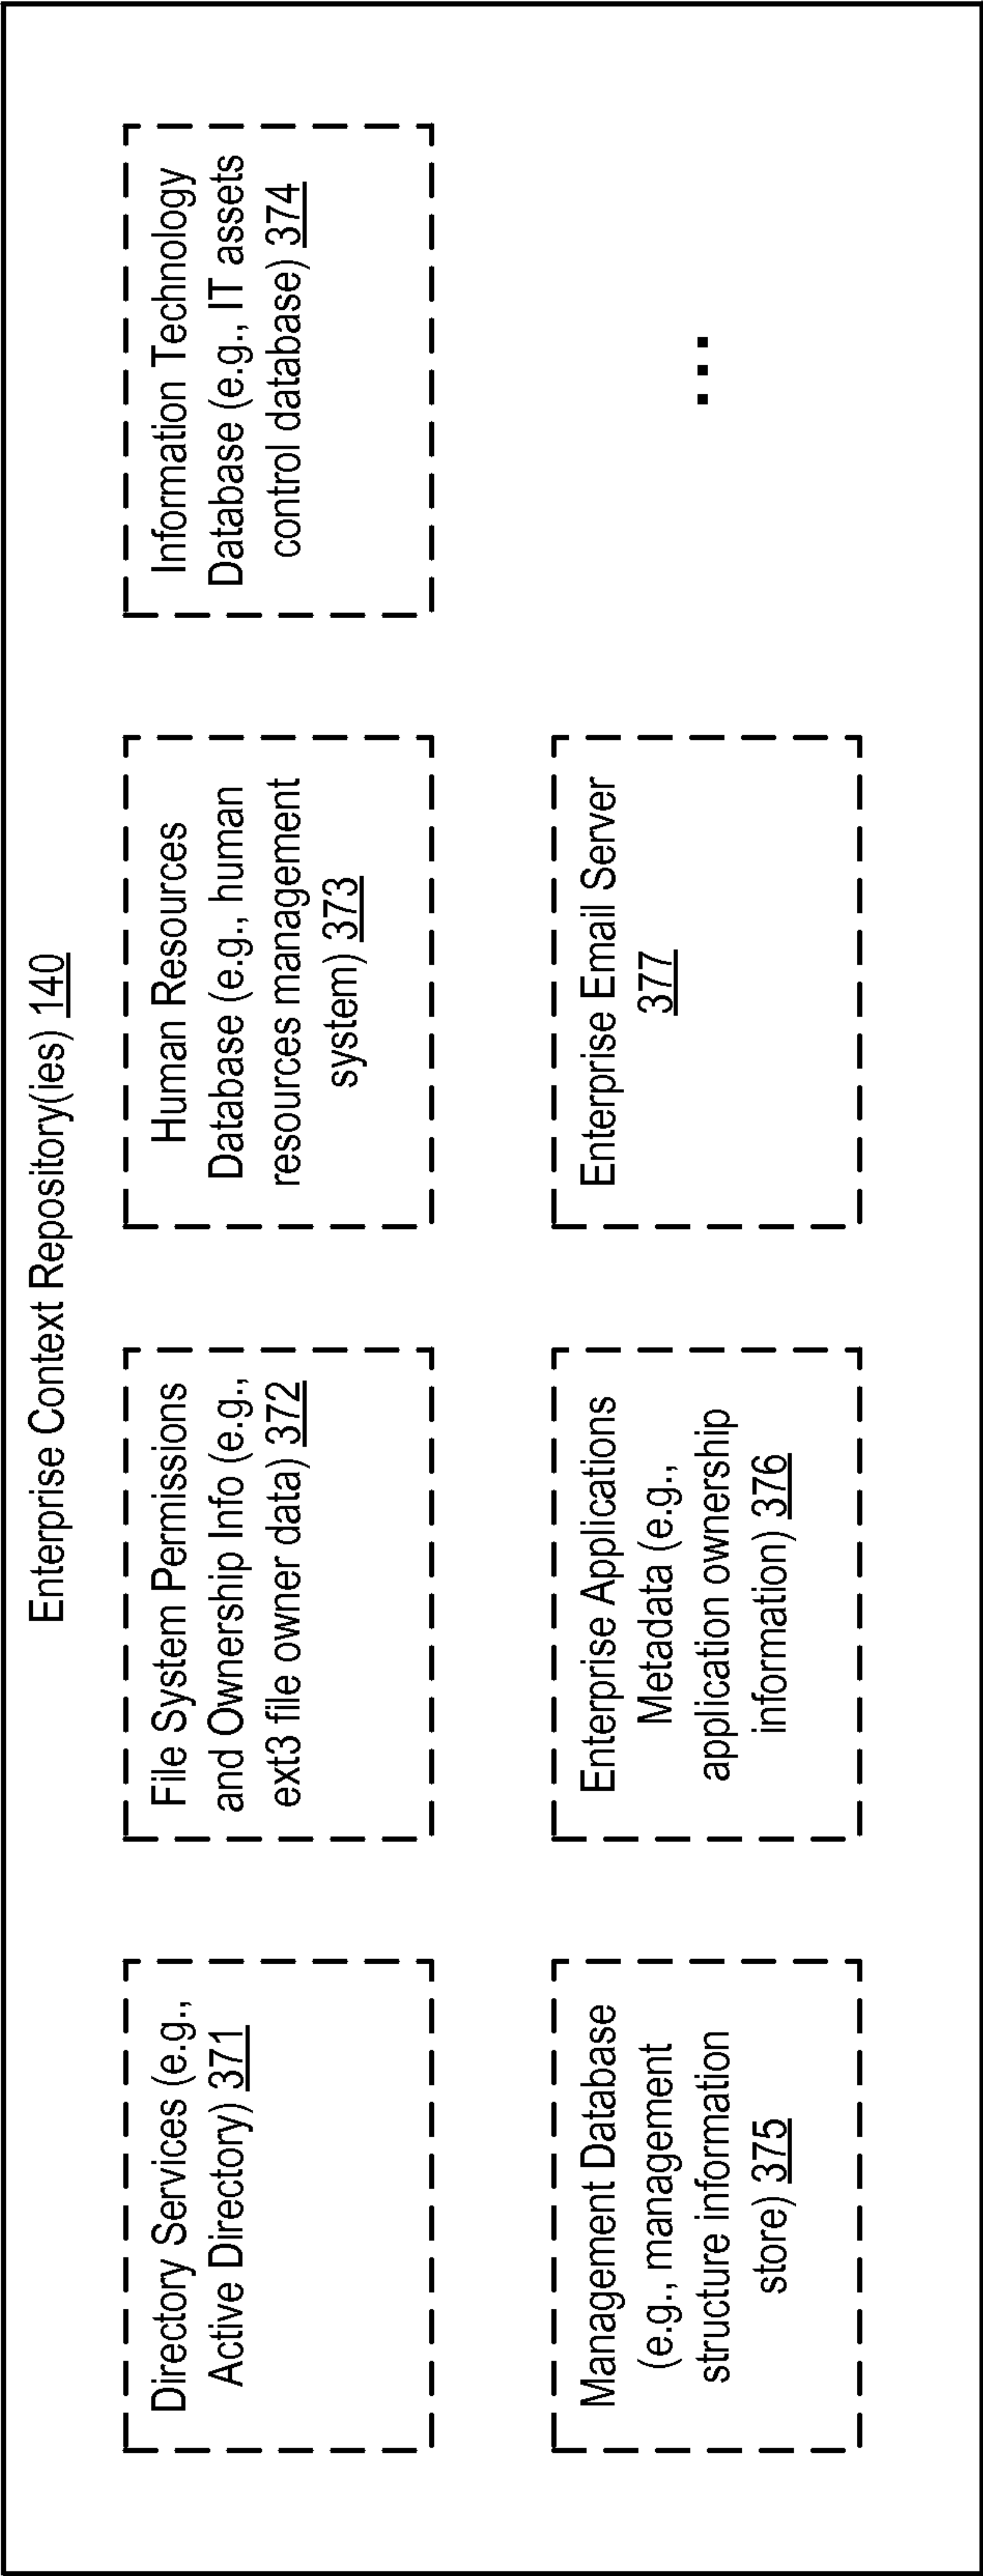 Enterprise Context Repository(ies) 140
Directory Services (e.g.,
Active Directory) 371
File System Permissions
and Ownership Info (e.g.,
ext3 file owner data) 372
Human Resources
Database (e.g., human
resources management
system) 373
Information Technology
Database (e.g., IT assets
control database) 374
Management Database
(e.g., management
structure information
store) 375
Enterprise Applications
Metadata (e.g.,
application ownership
information) 376
Enterprise Email Server
377
...